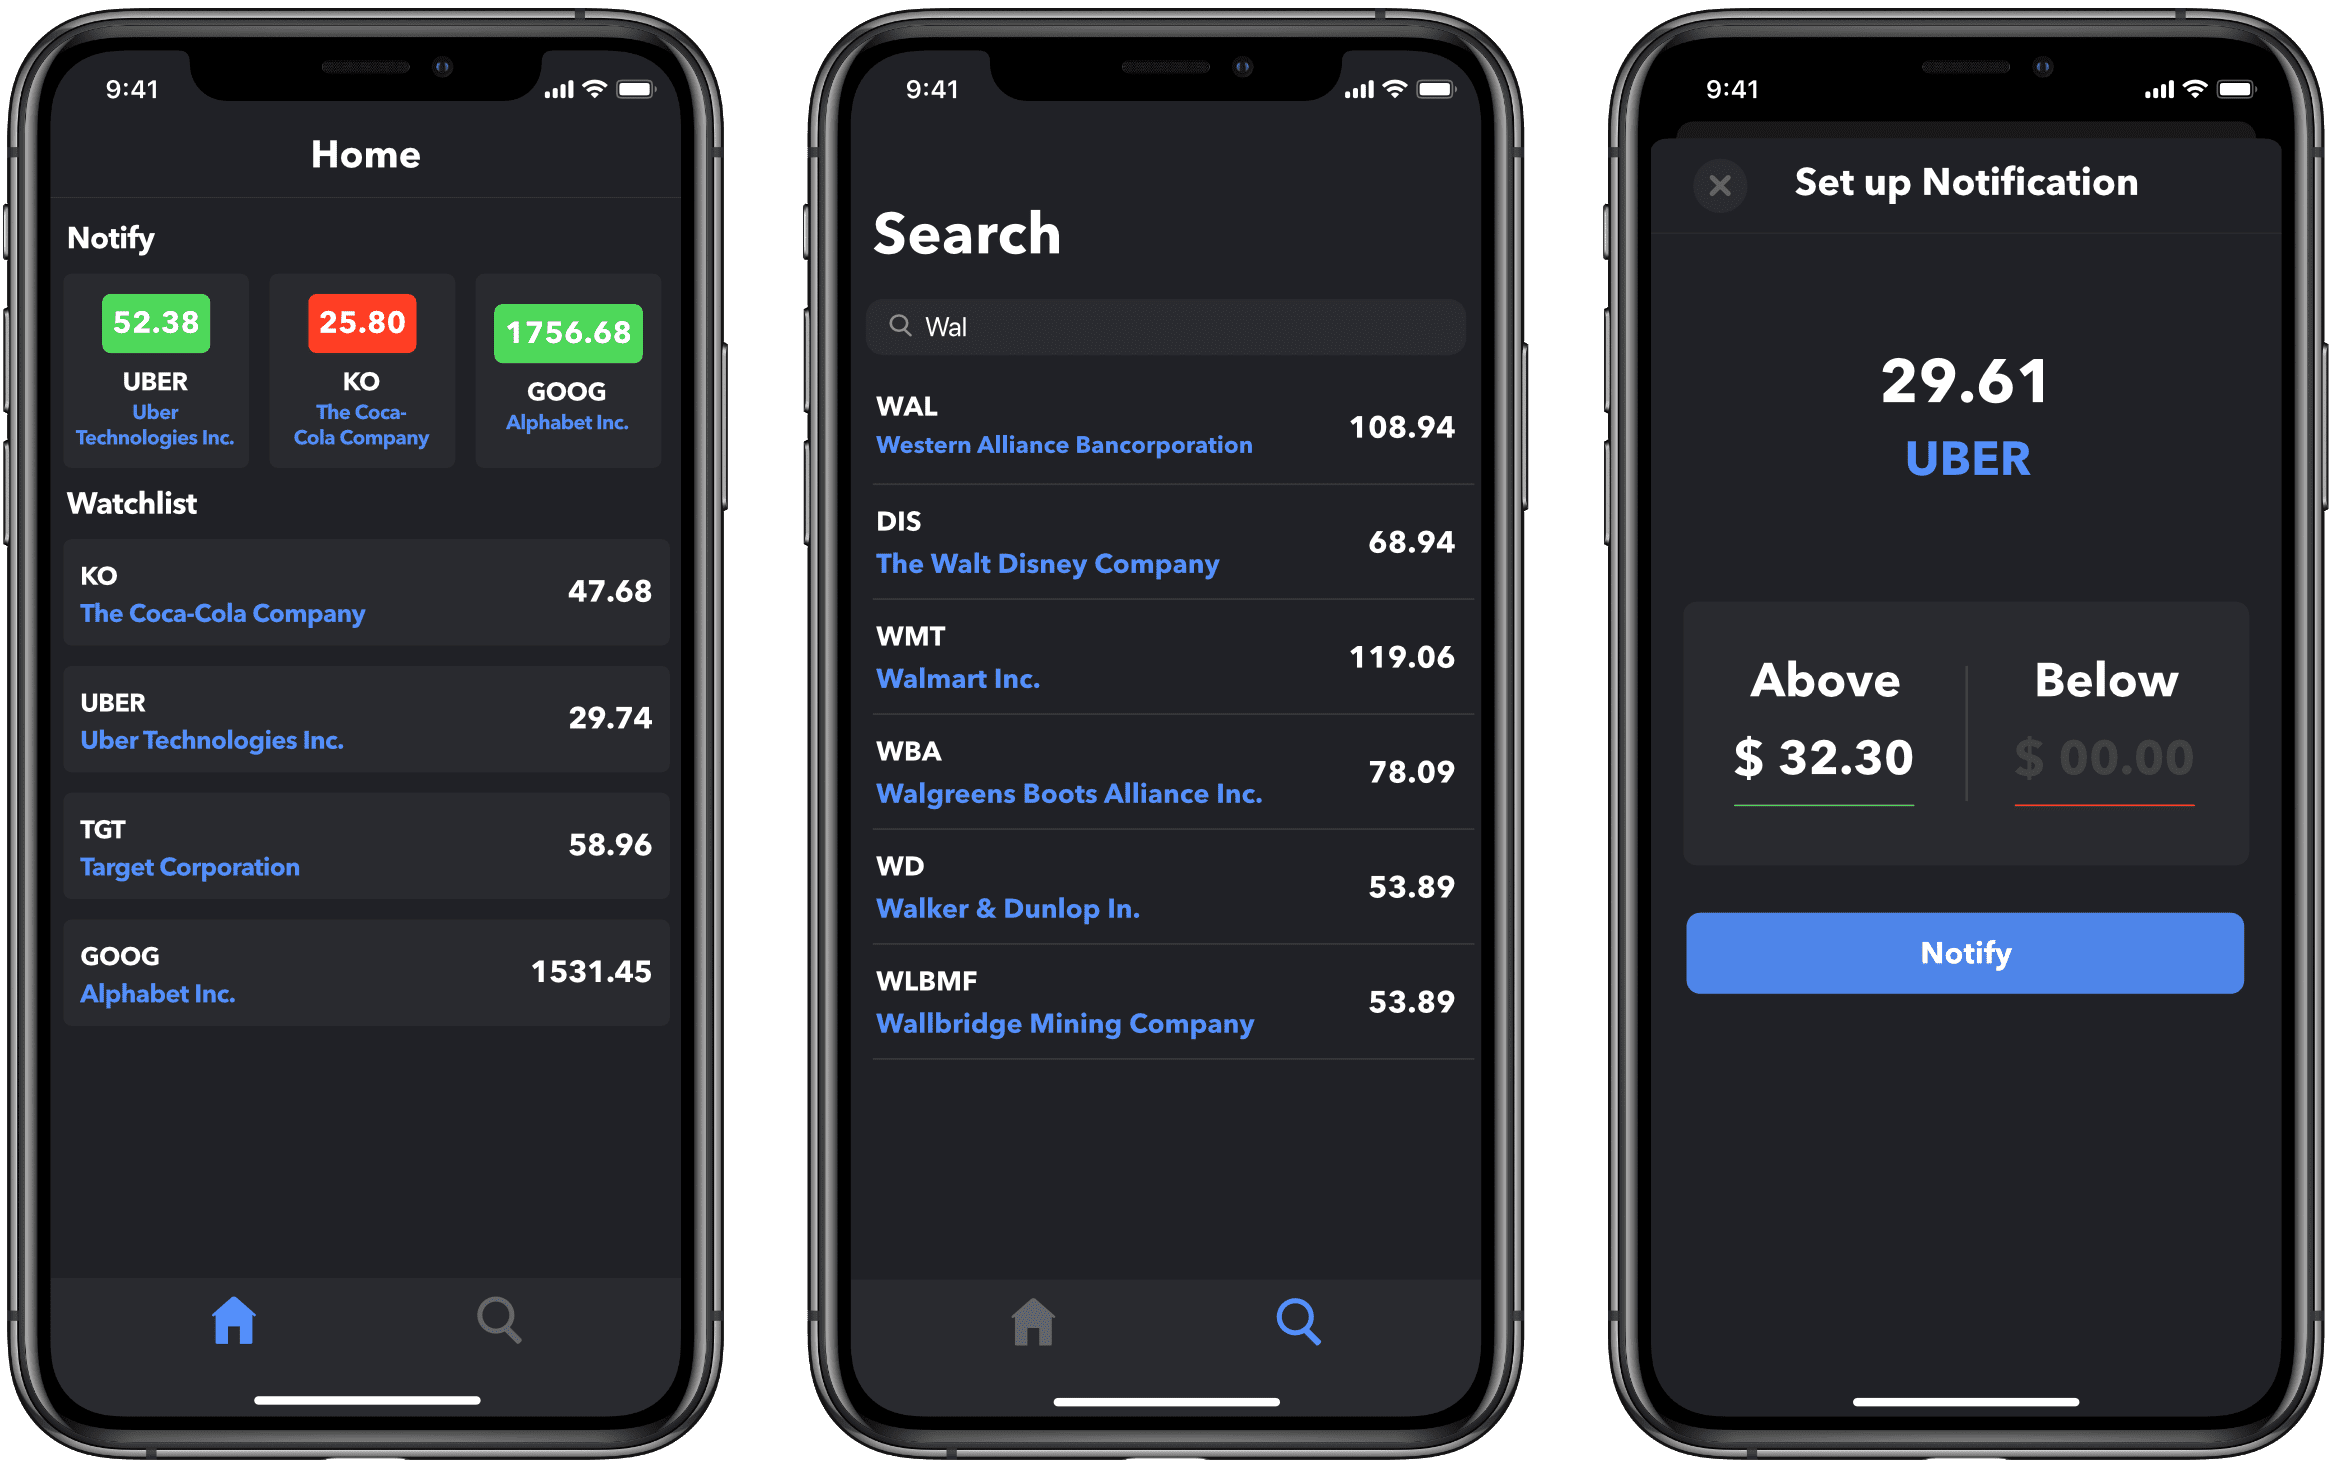 9:41
Home
Notify
52.38
UBER
Uber
Technologies Inc.
25.80
KO
The Coca-
Cola Company
1756.68
GOOG
Alphabet Inc.
Watchlist
KO
The Coca-Cola Company
47.68
UBER
Uber Technologies Inc.
29.74
TGT
Target Corporation
58.96
GOOG
Alphabet Inc.
1531.45
9:41
Search
Wal
WAL
Western Alliance Bancorporation
108.94
DIS
The Walt Disney Company
68.94
WMT
Walmart Inc.
119.06
WBA
Walgreens Boots Alliance Inc.
78.09
WD
Walker & Dunlop In.
53.89
WLBMF
Wallbridge Mining Company
53.89
9:41
Set up Notification
29.61
UBER
Above
$ 32.30
Below
$ 00.00
Notify